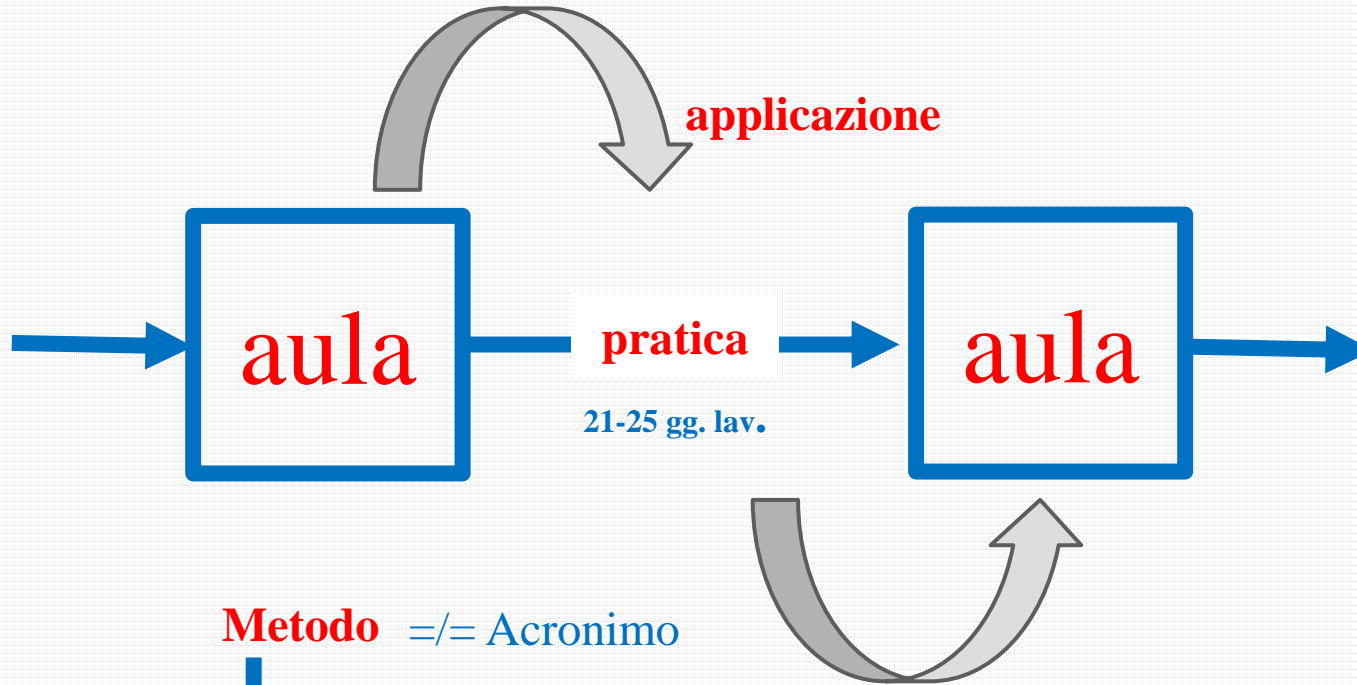 applicazione
aula
pratica
aula
21-25 gg. lav.
Metodo =/= Acronimo